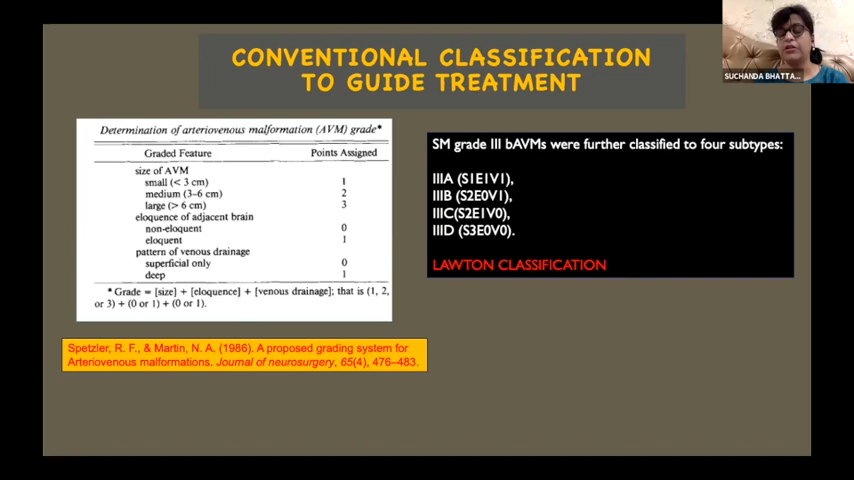 CONVENTIONAL CLASSIFICATION
TO GUIDE TREATMENT
SUCHANDA BHATTA...
Determination of arteriovenous malformation (AVM) grade*
Graded Feature Points Assigned
size of AVM
small (< 3 cm) 1
medium (3-6 cm) 2
large (> 6 cm) 3
eloquence of adjacent brain
non-eloquent 0
eloquent 1
pattern of venous drainage
superficial only 0
deep 1
* Grade = [size] + [eloquence] + [venous drainage]; that is (1, 2,
or 3) + (0 or 1) + (0 or 1).
Spetzler, R. F., & Martin, N. A. (1986). A proposed grading system for
Arteriovenous malformations. Journal of neurosurgery, 65(4), 476–483.
SM grade III bAVMs were further classified to four subtypes:
IIIA (S1E1V1),
IIIB (S2E0V1),
IIIC(S2E1V0),
IIID (S3E0V0).
LAWTON CLASSIFICATION